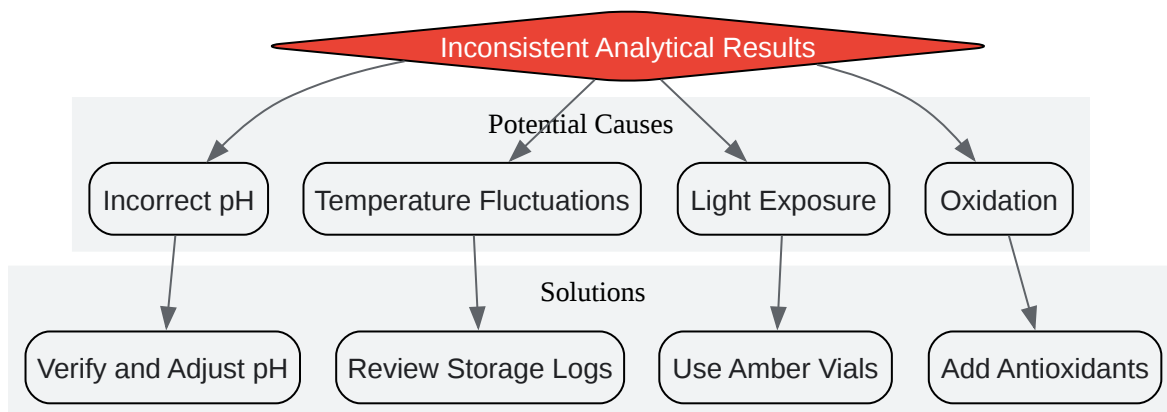 Inconsistent Analytical Results
Potential Causes
Incorrect pH
Temperature Fluctuations
Light Exposure
Oxidation
Solutions
Verify and Adjust pH
Review Storage Logs
Use Amber Vials
Add Antioxidants